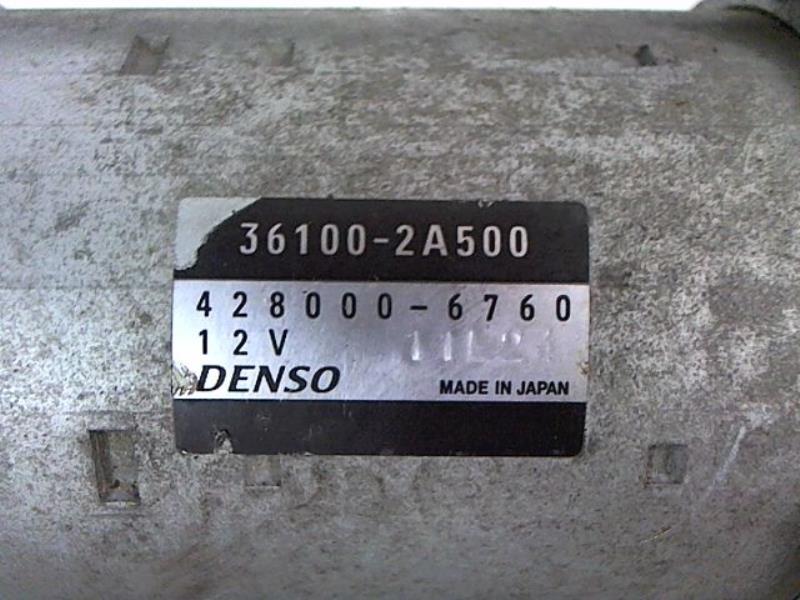 36100-2A500
428000-6760
12V
DENSO
MADE IN JAPAN